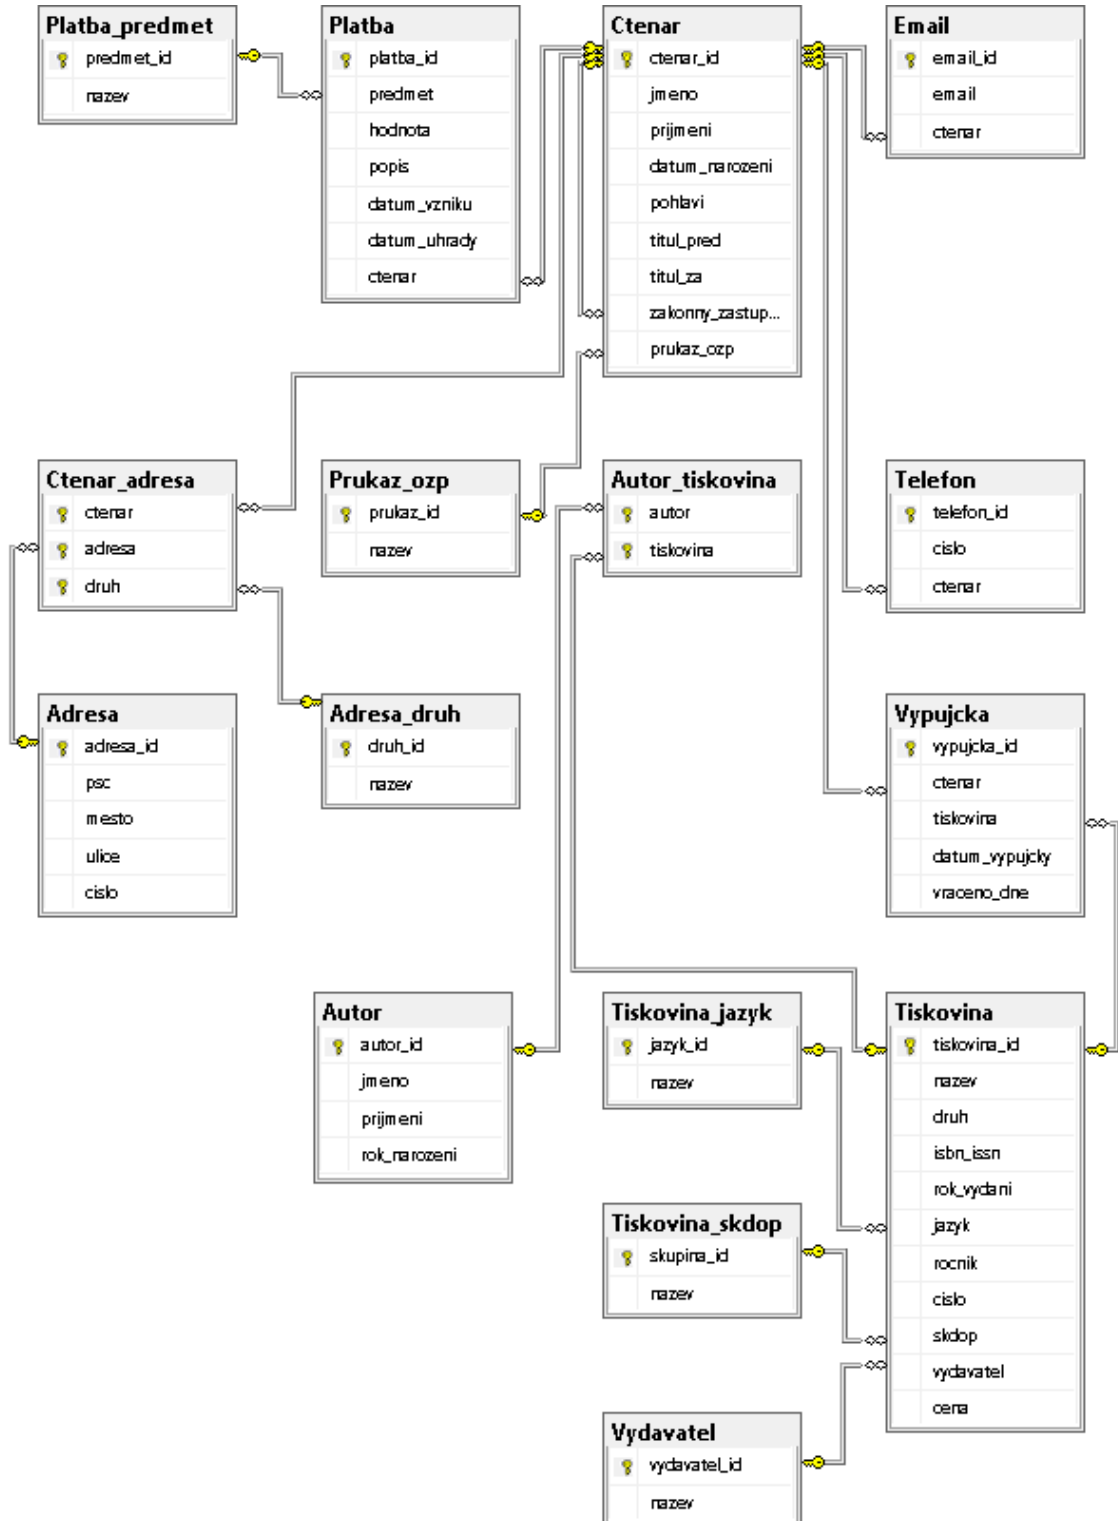 Platba_predmet
predmet_id
nazev
Platba
platba_id
predmet
hodnota
popis
datum_vzniku
datum_uhrady
ctenar
Ctenar
ctenar_id
jmeno
prijmeni
datum_narozeni
pohlavi
titul_pred
titul_za
zakonny_zastup...
prukaz_ozp
Email
email_id
email
ctenar
Ctenar_adresa
ctenar
adresa
druh
Prukaz_ozp
prukaz_id
nazev
Autor_tiskovina
autor
tiskovina
Telefon
telefon_id
cislo
ctenar
Adresa
adresa_id
psc
mesto
ulice
cislo
Adresa_druh
druh_id
nazev
Vypujcka
vypujcka_id
ctenar
tiskovina
datum_vypujcky
vraceno_dne
Autor
autor_id
jmeno
prijmeni
rok_narozeni
Tiskovina_jazyk
jazyk_id
nazev
Tiskovina
tiskovina_id
nazev
druh
isbn_issn
rok_vydani
jazyk
rocnik
cislo
skdop
vydavatel
cena
Tiskovina_skdop
skupina_id
nazev
Vydavatel
vydavatel_id
nazev